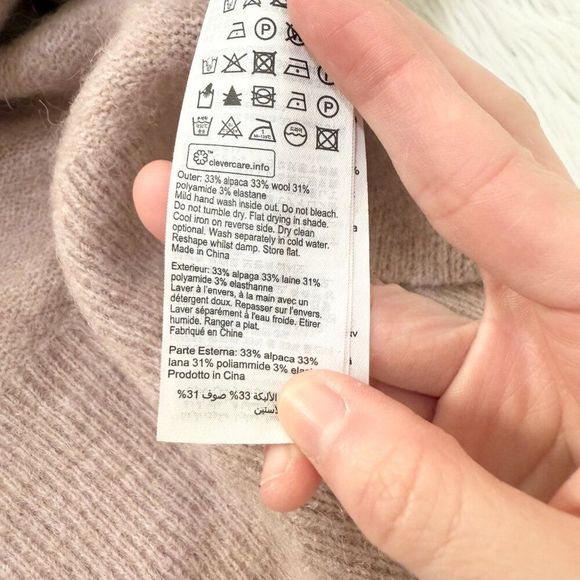 clevercare.info
Outer: 33% alpaca 33% wool 31%
polyamide 3% elastane
Mild hand wash inside out. Do not bleach.
Do not tumble dry. Flat drying in shade.
Cool iron on reverse side. Dry clean
optional. Wash separately in cold water.
Reshape whilst damp. Store flat.
Made in China
Exterieur: 33% alpaga 33% laine 31%
polyamide 3% elasthanne
Laver à l'envers, à la main avec un
détergent doux. Repasser sur l'envers.
Laver séparément à l'eau froide. Etirer
humide. Ranger a plat.
Fabriqué en Chine
Parte Esterna: 33% alpaca 33%
lana 31% poliammide 3%
Prodotto in Cina
الألبكة 33% صوف 31%